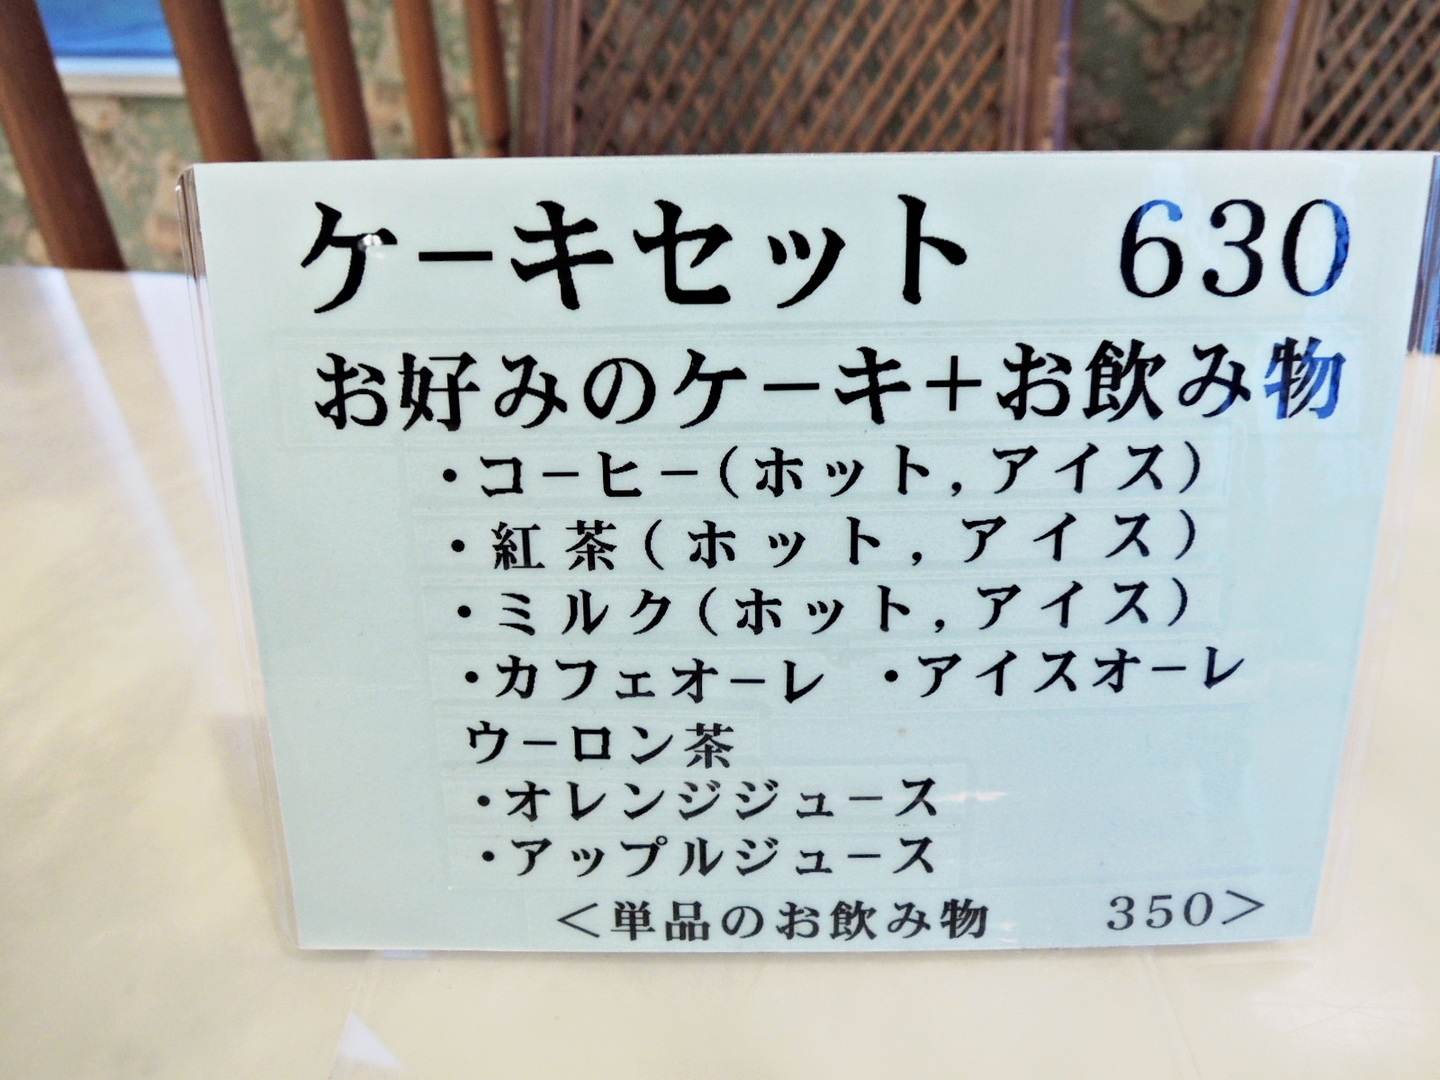 ケーキセット 630
お好みのケーキ+お飲み物
・コーヒー(ホット,アイス)
・紅茶(ホット,アイス)
・ミルク(ホット,アイス)
・カフェオーレ ・アイスオーレ
ウーロン茶
・オレンジジュース
・アップルジュース
<単品のお飲み物 350>